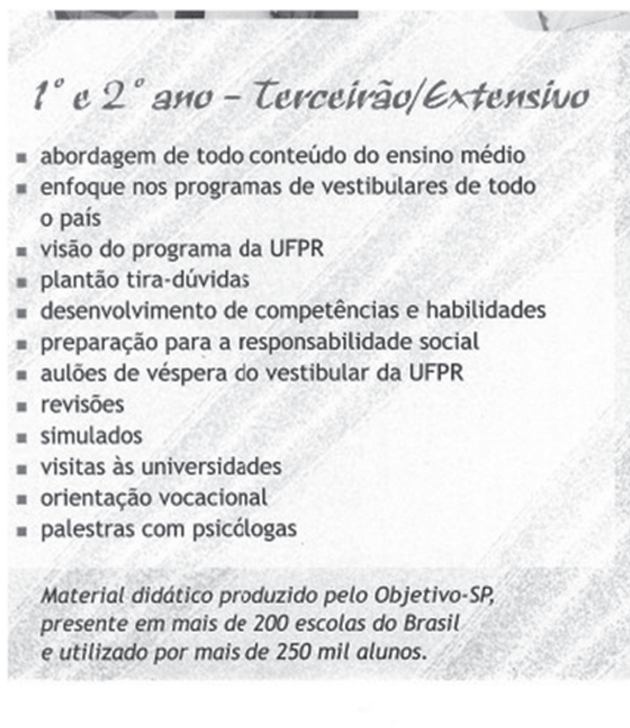 1º e 2º ano - Terceirão/Extensivo
▪ abordagem de todo conteúdo do ensino médio
▪ enfoque nos programas de vestibulares de todo
o país
▪ visão do programa da UFPR
▪ plantão tira-dúvidas
▪ desenvolvimento de competências e habilidades
▪ preparação para a responsabilidade social
▪ aulões de véspera do vestibular da UFPR
▪ revisões
▪ simulados
▪ visitas às universidades
▪ orientação vocacional
▪ palestras com psicólogas
Material didático produzido pelo Objetivo-SP,
presente em mais de 200 escolas do Brasil
e utilizado por mais de 250 mil alunos.